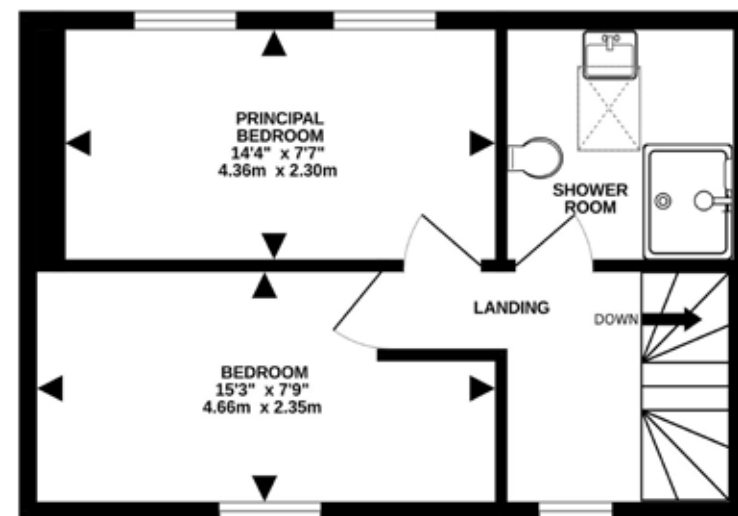 PRINCIPAL
BEDROOM
14'4" x 7'7"
4.36m x 2.30m
SHOWER
ROOM
LANDING
DOWN
BEDROOM
15'3" x 7'9"
4.66m x 2.35m